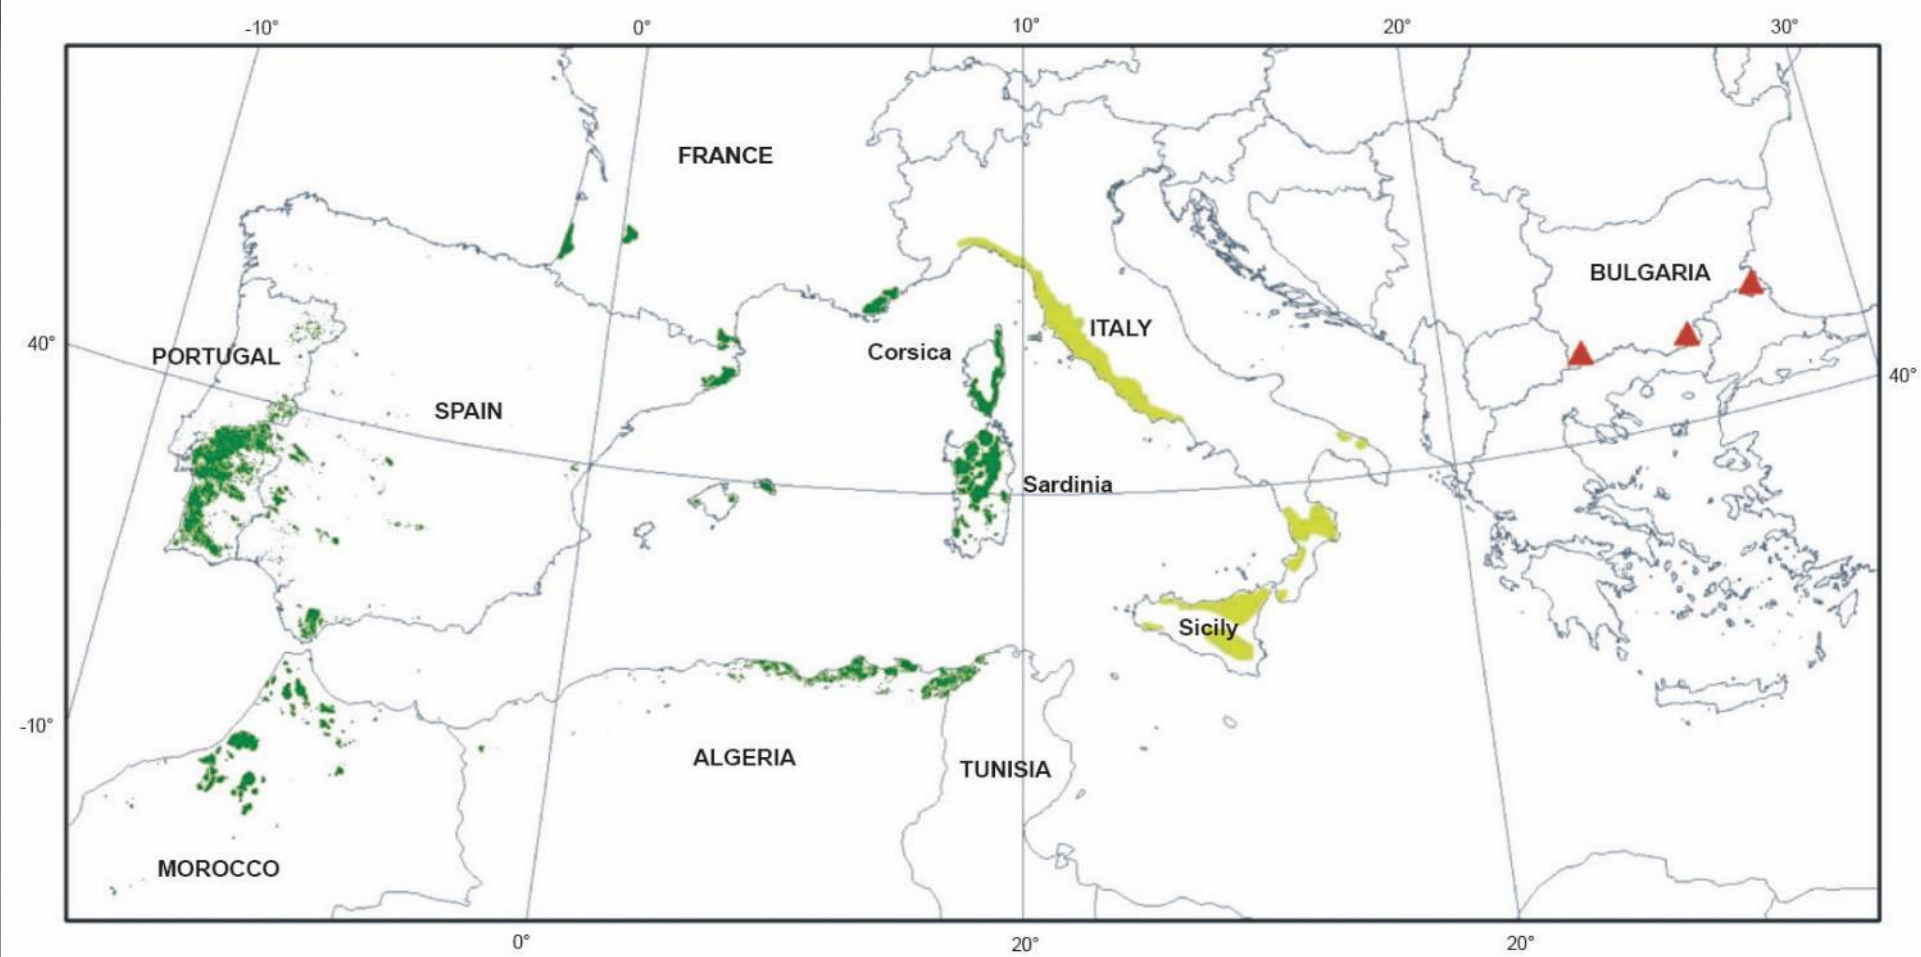 -10° 0° 10° 20° 30°
FRANCE
BULGARIA
ITALY
40°
PORTUGAL
Corsica
40°
SPAIN
Sardinia
Sicily
-10°
ALGERIA
TUNISIA
MOROCCO
0° 20° 20°